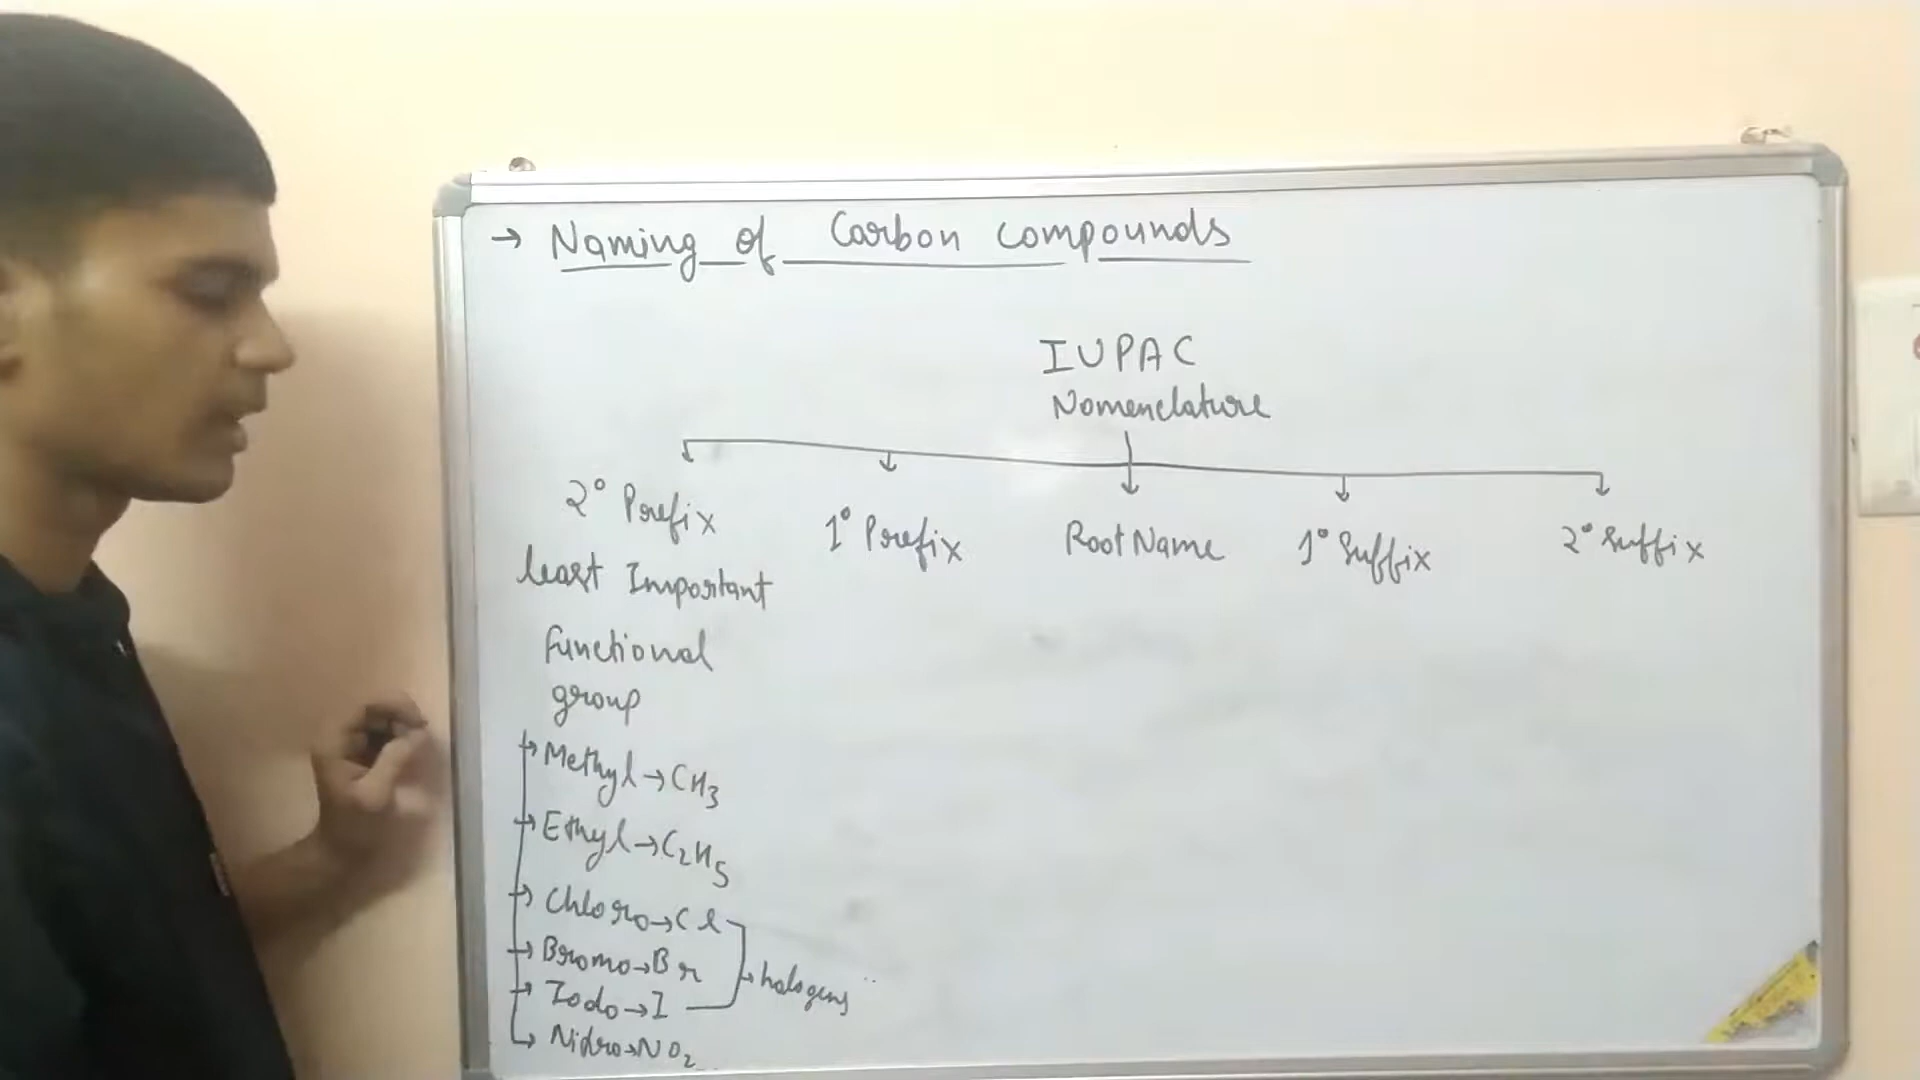 → Naming of Carbon compounds
IUPAC
Nomenclature
2° Prefix
1° Prefix
Root Name
1° Suffix
2° Suffix
least Important
functional
group
→ Methyl → CH3
→ Ethyl → C2H5
→ Chloro → Cl
→ Bromo → Br
→ halogens
→ Iodo → I
→ Nidro → NO2